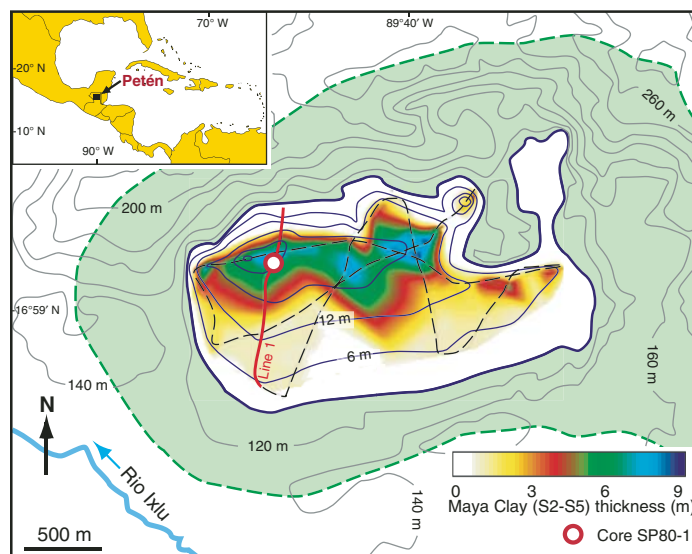 70° W
89°40' W
20° N
Petén
10° N
90° W
260 m
200 m
16°59' N
12 m
6 m
Line 1
140 m
160 m
120 m
N
Rio Ixlu
140 m
0 3 6 9
Maya Clay (S2-S5) thickness (m)
500 m
Core SP80-1